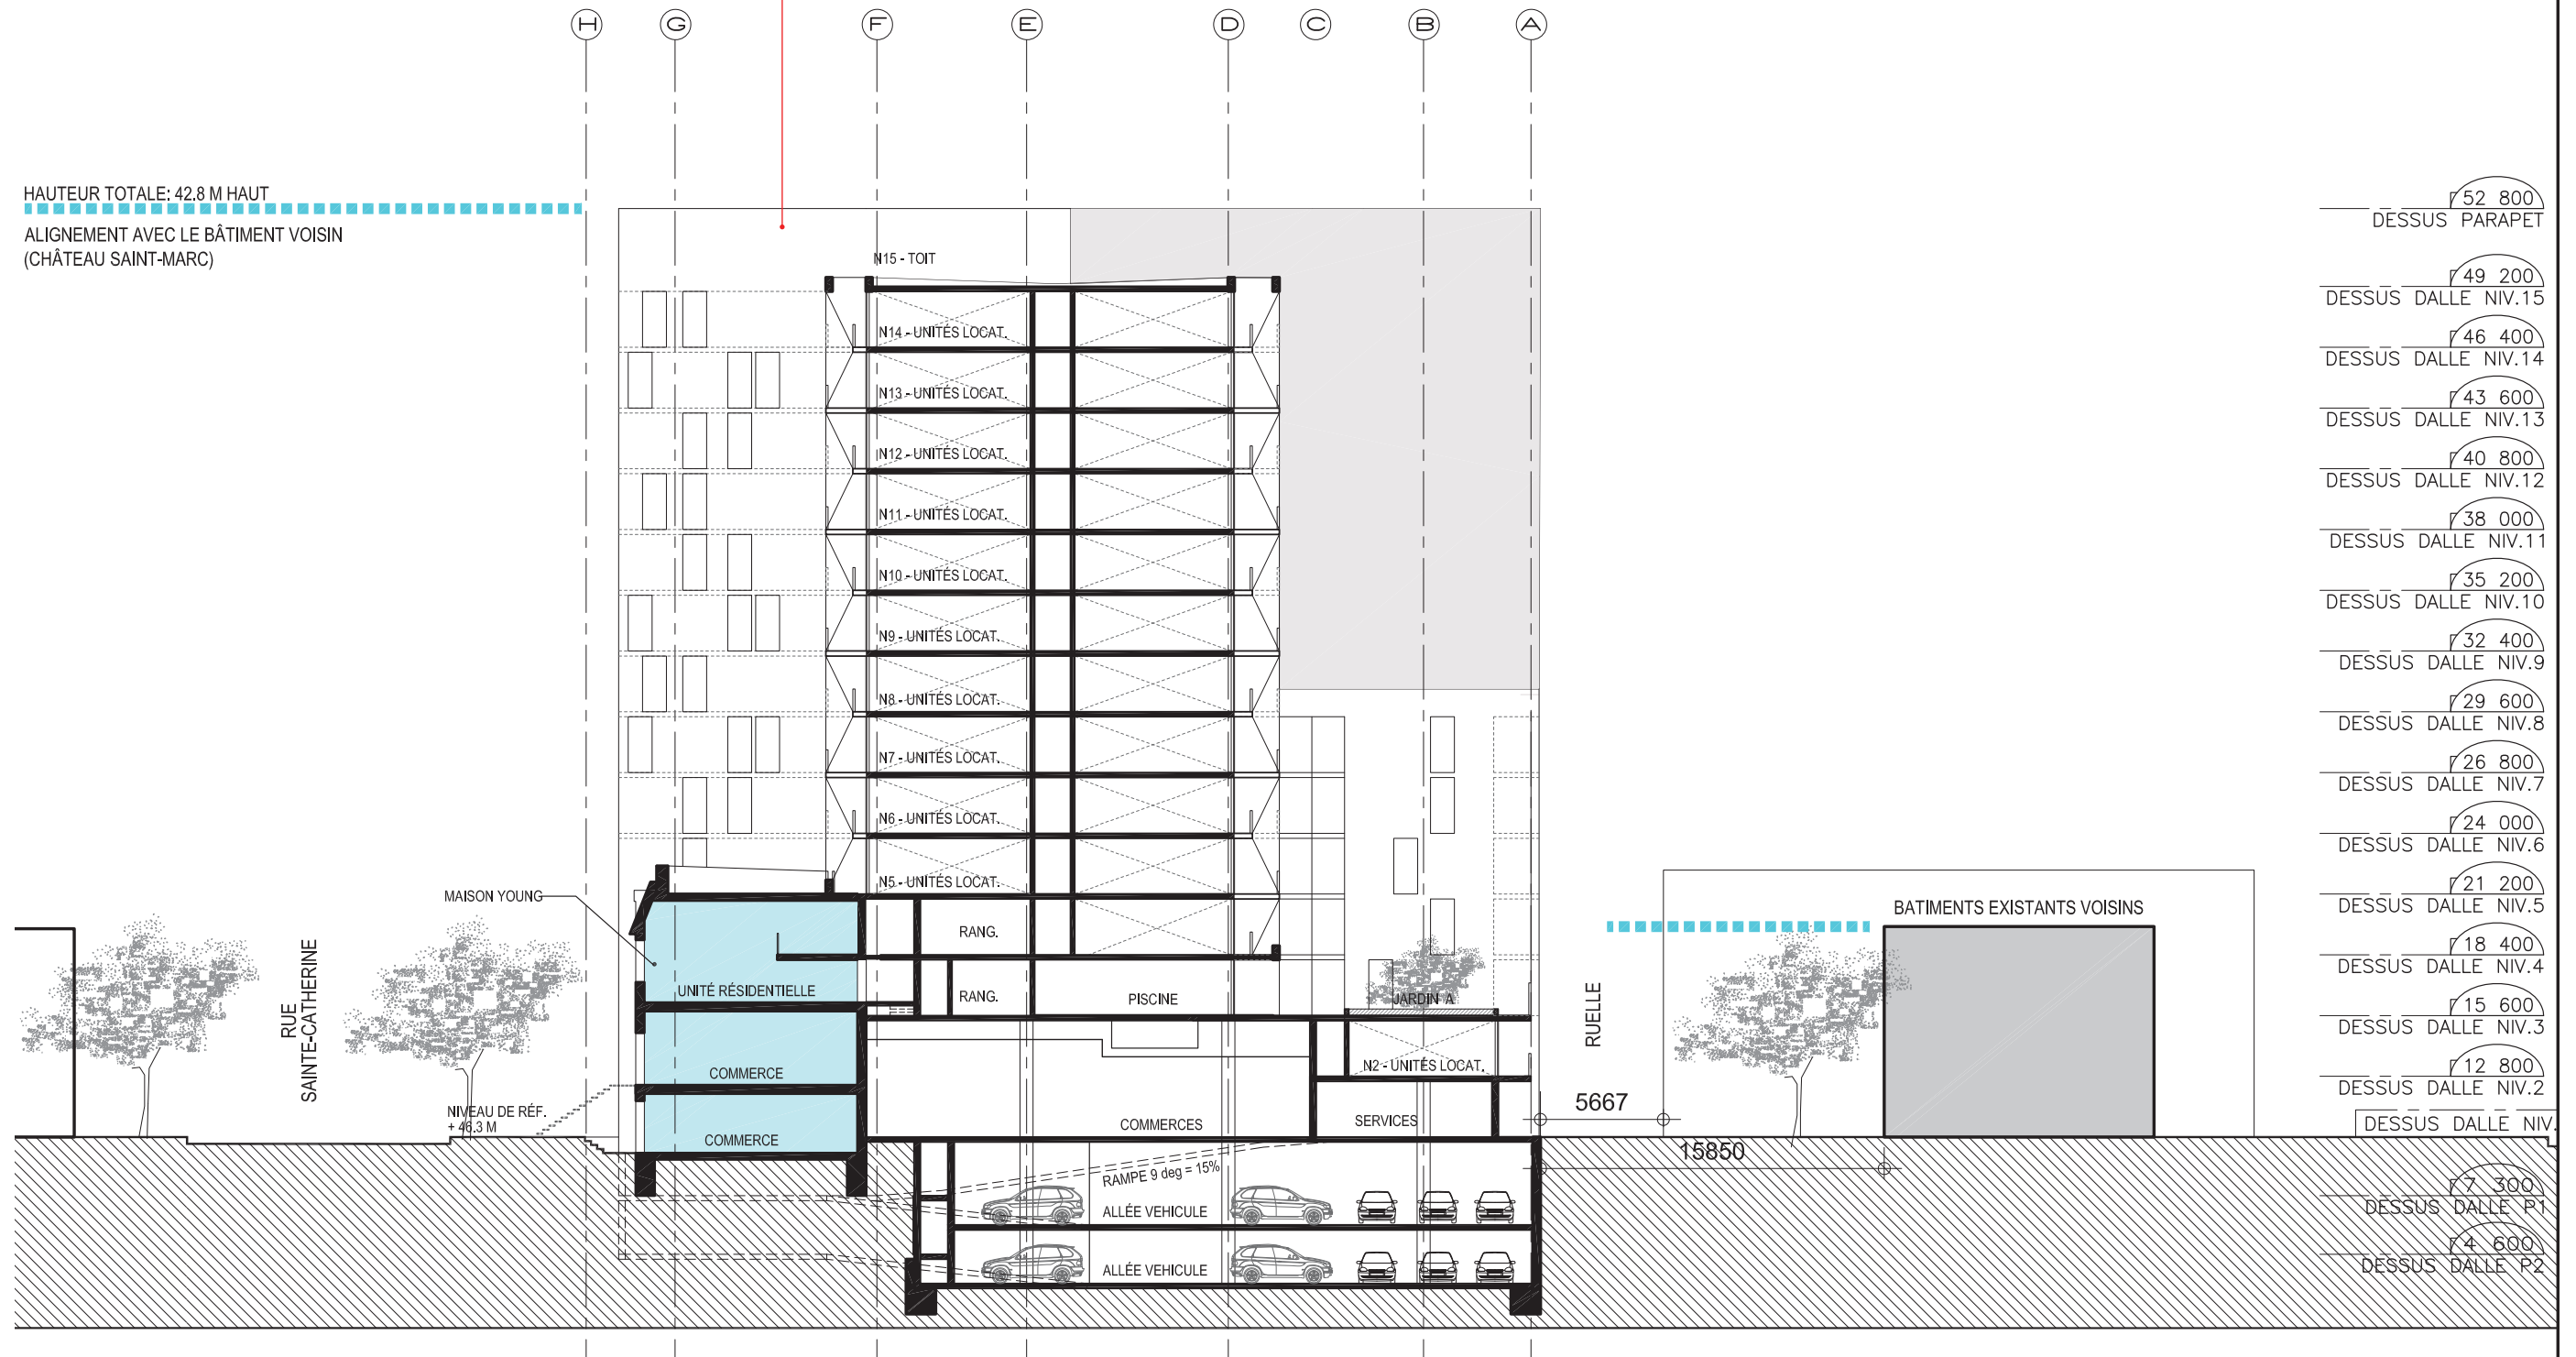 H G F E D C B A
HAUTEUR TOTALE: 42.8 M HAUT
ALIGNEMENT AVEC LE BÂTIMENT VOISIN
(CHÂTEAU SAINT-MARC)
52 800
DESSUS PARAPET
N15 - TOIT
49 200
DESSUS DALLE NIV.15
N14 - UNITÉS LOCAT.
46 400
DESSUS DALLE NIV.14
N13 - UNITÉS LOCAT.
43 600
DESSUS DALLE NIV.13
N12 - UNITÉS LOCAT.
40 800
DESSUS DALLE NIV.12
N11 - UNITÉS LOCAT.
38 000
DESSUS DALLE NIV.11
N10 - UNITÉS LOCAT.
35 200
DESSUS DALLE NIV.10
N9 - UNITÉS LOCAT.
32 400
DESSUS DALLE NIV.9
N8 - UNITÉS LOCAT.
29 600
DESSUS DALLE NIV.8
N7 - UNITÉS LOCAT.
26 800
DESSUS DALLE NIV.7
N6 - UNITÉS LOCAT.
24 000
DESSUS DALLE NIV.6
N5 - UNITÉS LOCAT.
21 200
DESSUS DALLE NIV.5
MAISON YOUNG
BATIMENTS EXISTANTS VOISINS
RANG.
18 400
DESSUS DALLE NIV.4
RUE
SAINTE-CATHERINE
UNITÉ RÉSIDENTIELLE
RANG.
PISCINE
JARDIN A
RUELLE
15 600
DESSUS DALLE NIV.3
COMMERCE
N2 - UNITÉS LOCAT.
12 800
DESSUS DALLE NIV.2
NIVEAU DE RÉF.
+ 46.3 M
COMMERCE
COMMERCES
SERVICES
5667
DESSUS DALLE NIV.
15850
RAMPE 9 deg = 15%
ALLÉE VEHICULE
7 300
DESSUS DALLE P1
ALLÉE VEHICULE
4 600
DESSUS DALLE P2